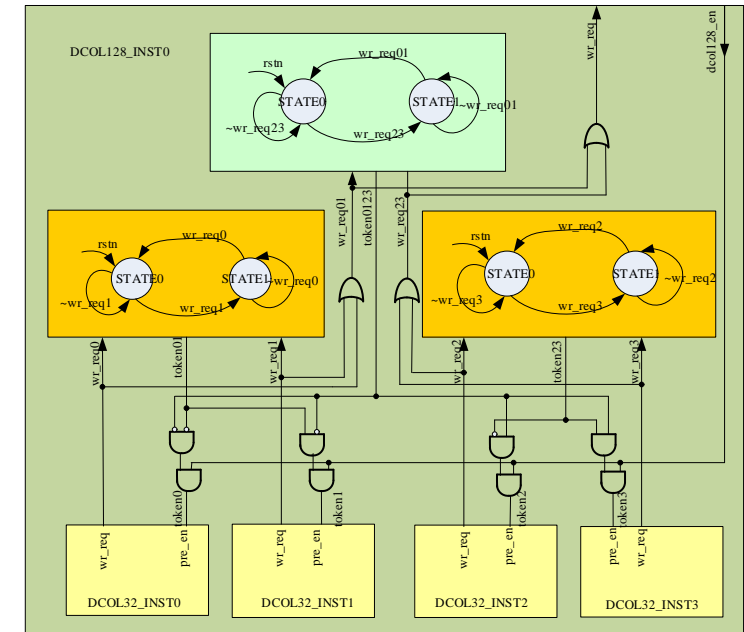 DCOL128_INST0
wr_req
dcol128_en
rstn
wr_req01
STATE0
STATE1
~wr_req01
~wr_req23
wr_req23
wr_req01
token0123
wr_req23
rstn
wr_req0
STATE0
STATE1
~wr_req0
~wr_req1
wr_req1
rstn
wr_req2
STATE0
STATE1
~wr_req2
~wr_req3
wr_req3
wr_req0
token01
wr_req1
wr_req2
token23
wr_req3
token0
token1
token2
token3
wr_req
pre_en
wr_req
pre_en
wr_req
pre_en
pre_en
wr_req
DCOL32_INST0
DCOL32_INST1
DCOL32_INST2
DCOL32_INST3